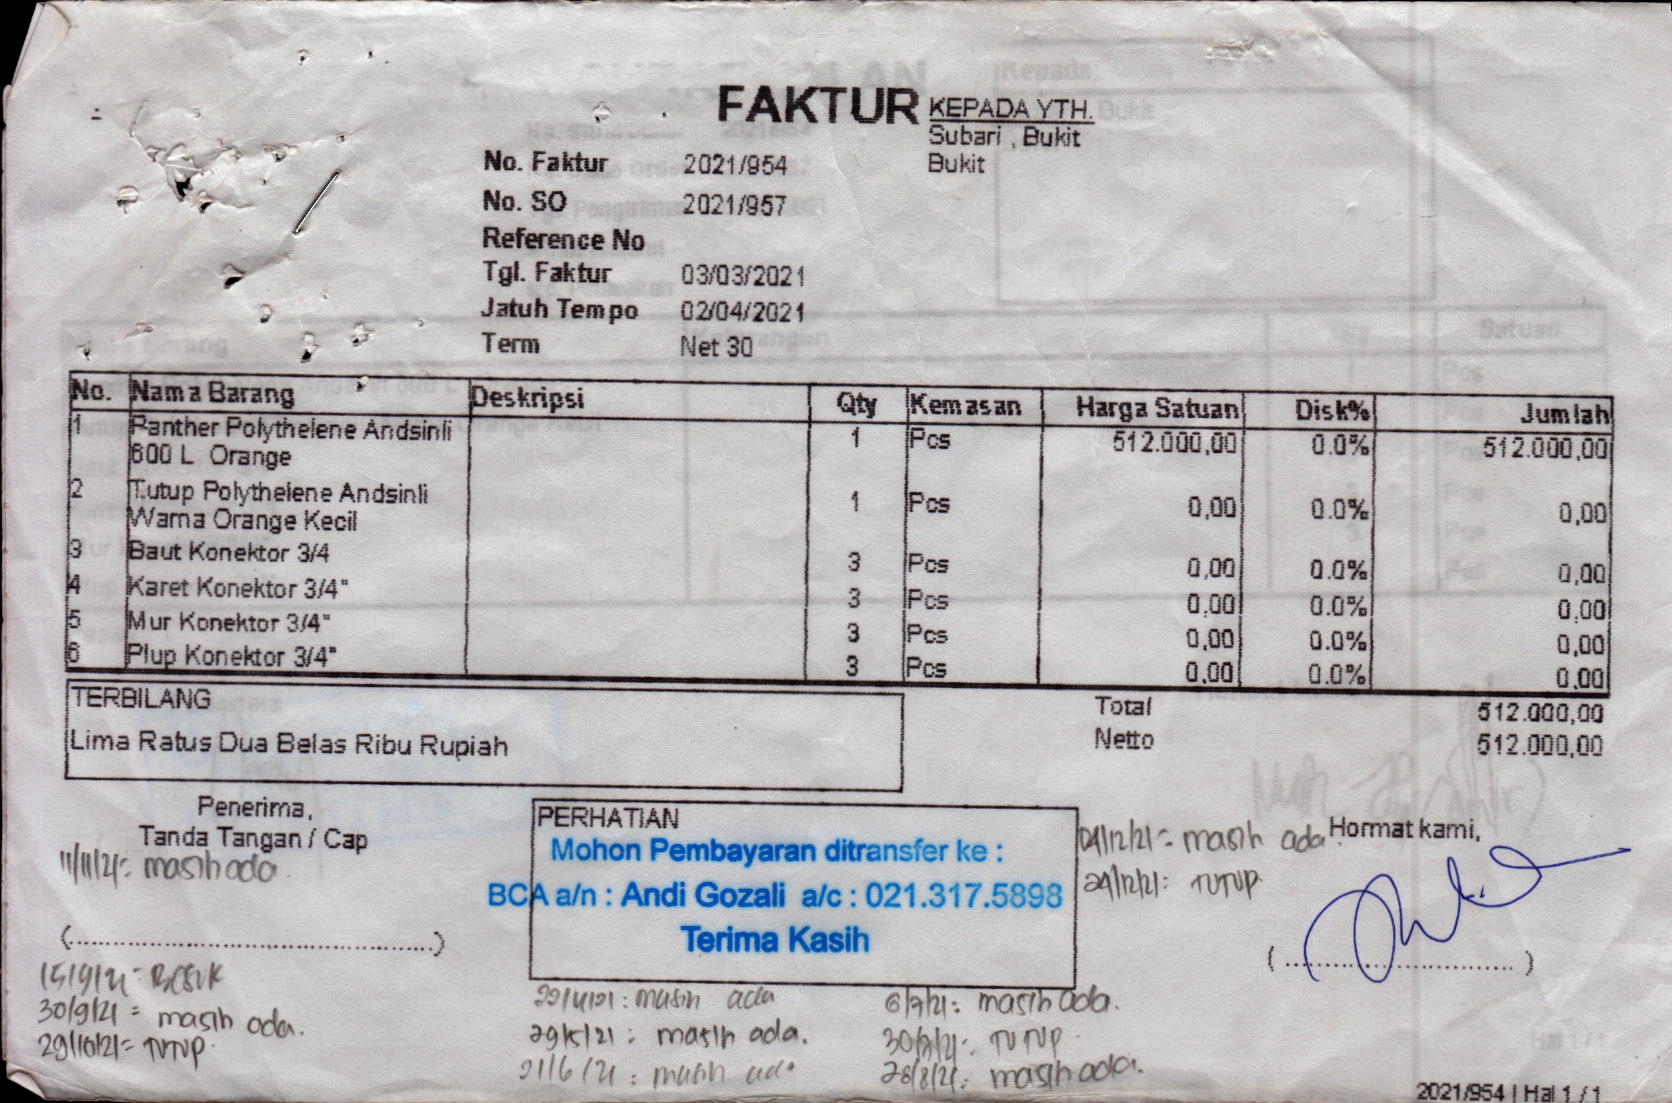 FAKTUR
KEPADA YTH.
Subari , Bukit
Bukit
No. Faktur 2021/954
No. SO 2021/957
Reference No
Tgl. Faktur 03/03/2021
Jatuh Tempo 02/04/2021
Term Net 30
No. Nama Barang Deskripsi Qty Kemasan Harga Satuan Disk% Jumlah
1 Panther Polythelene Andsinli 1 Pcs 512.000,00 0.0% 512.000,00
600 L Orange
2 Tutup Polythelene Andsinli 1 Pcs 0,00 0.0% 0,00
Warna Orange Kecil
3 Baut Konektor 3/4 3 Pcs 0,00 0.0% 0,00
4 Karet Konektor 3/4" 3 Pcs 0,00 0.0% 0,00
5 Mur Konektor 3/4" 3 Pcs 0,00 0.0% 0,00
6 Plup Konektor 3/4" 3 Pcs 0,00 0.0% 0,00
TERBILANG
Lima Ratus Dua Belas Ribu Rupiah
Total 512.000,00
Netto 512.000,00
Penerima,
Tanda Tangan / Cap
11/11/21: masih ada
(..............................................)
15/9/21: BESUK
30/9/21 = masih ada.
29/10/21= TUTUP.
PERHATIAN
Mohon Pembayaran ditransfer ke :
BCA a/n : Andi Gozali a/c : 021.317.5898
Terima Kasih
masih ada
29/5/21 : masih ada.
21/6/21 : masih ada
04/12/21: masih ada.
24/12/21: TUTUP.
Hormat kami,
(..............................)
6/7/21: masih ada.
30/7/21: TUTUP.
28/8/21: masih ada.
2021/954 | Hal 1 / 1